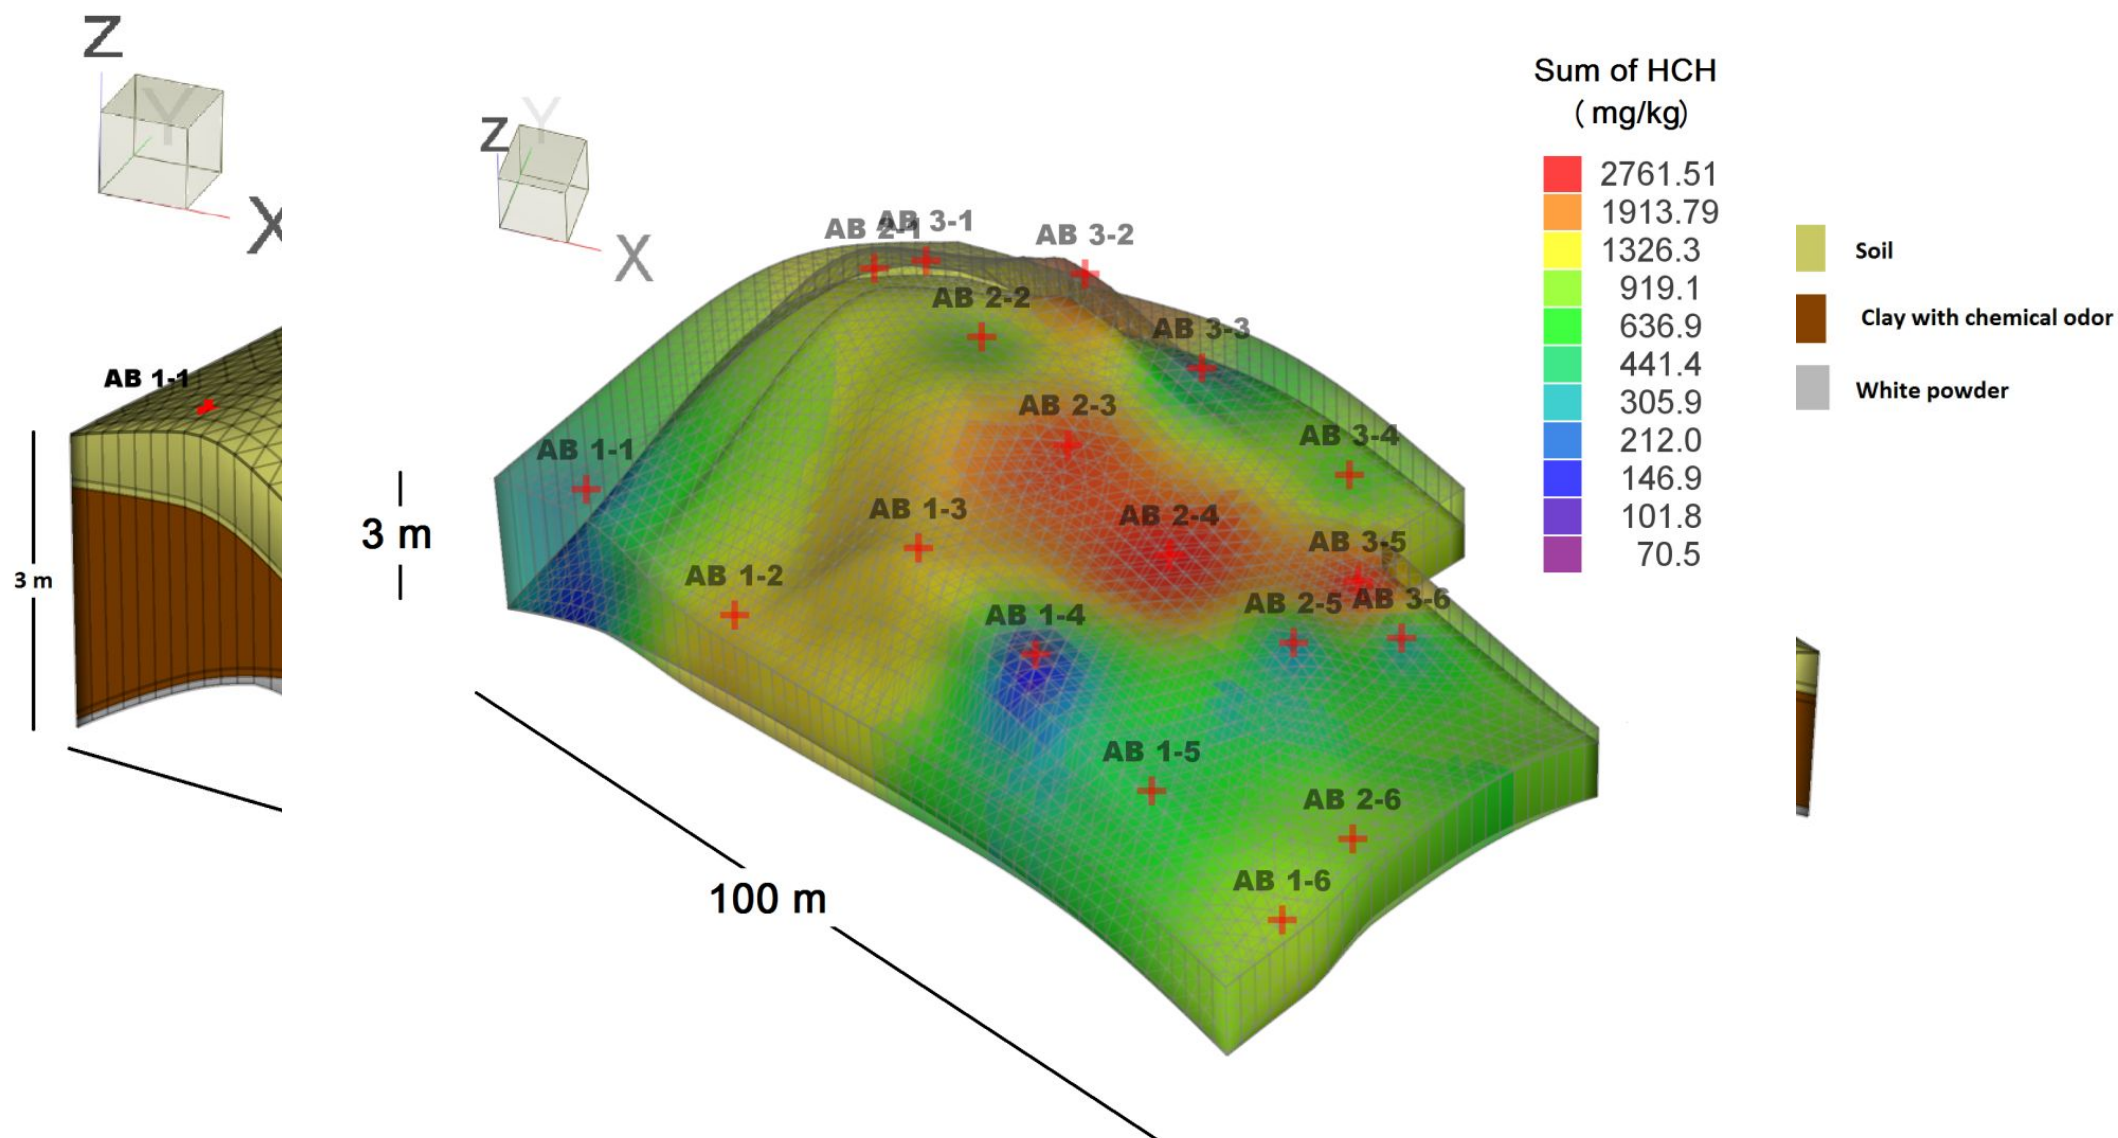 Z
Y
X
AB 1-1
3 m
Z
Y
X
3 m
100 m
AB 2-1
AB 3-1
AB 3-2
AB 2-2
AB 3-3
AB 2-3
AB 3-4
AB 1-1
AB 1-3
AB 2-4
AB 3-5
AB 1-2
AB 1-4
AB 2-5
AB 3-6
AB 1-5
AB 2-6
AB 1-6
Sum of HCH
(mg/kg)
2761.51
1913.79
1326.3
919.1
636.9
441.4
305.9
212.0
146.9
101.8
70.5
Soil
Clay with chemical odor
White powder